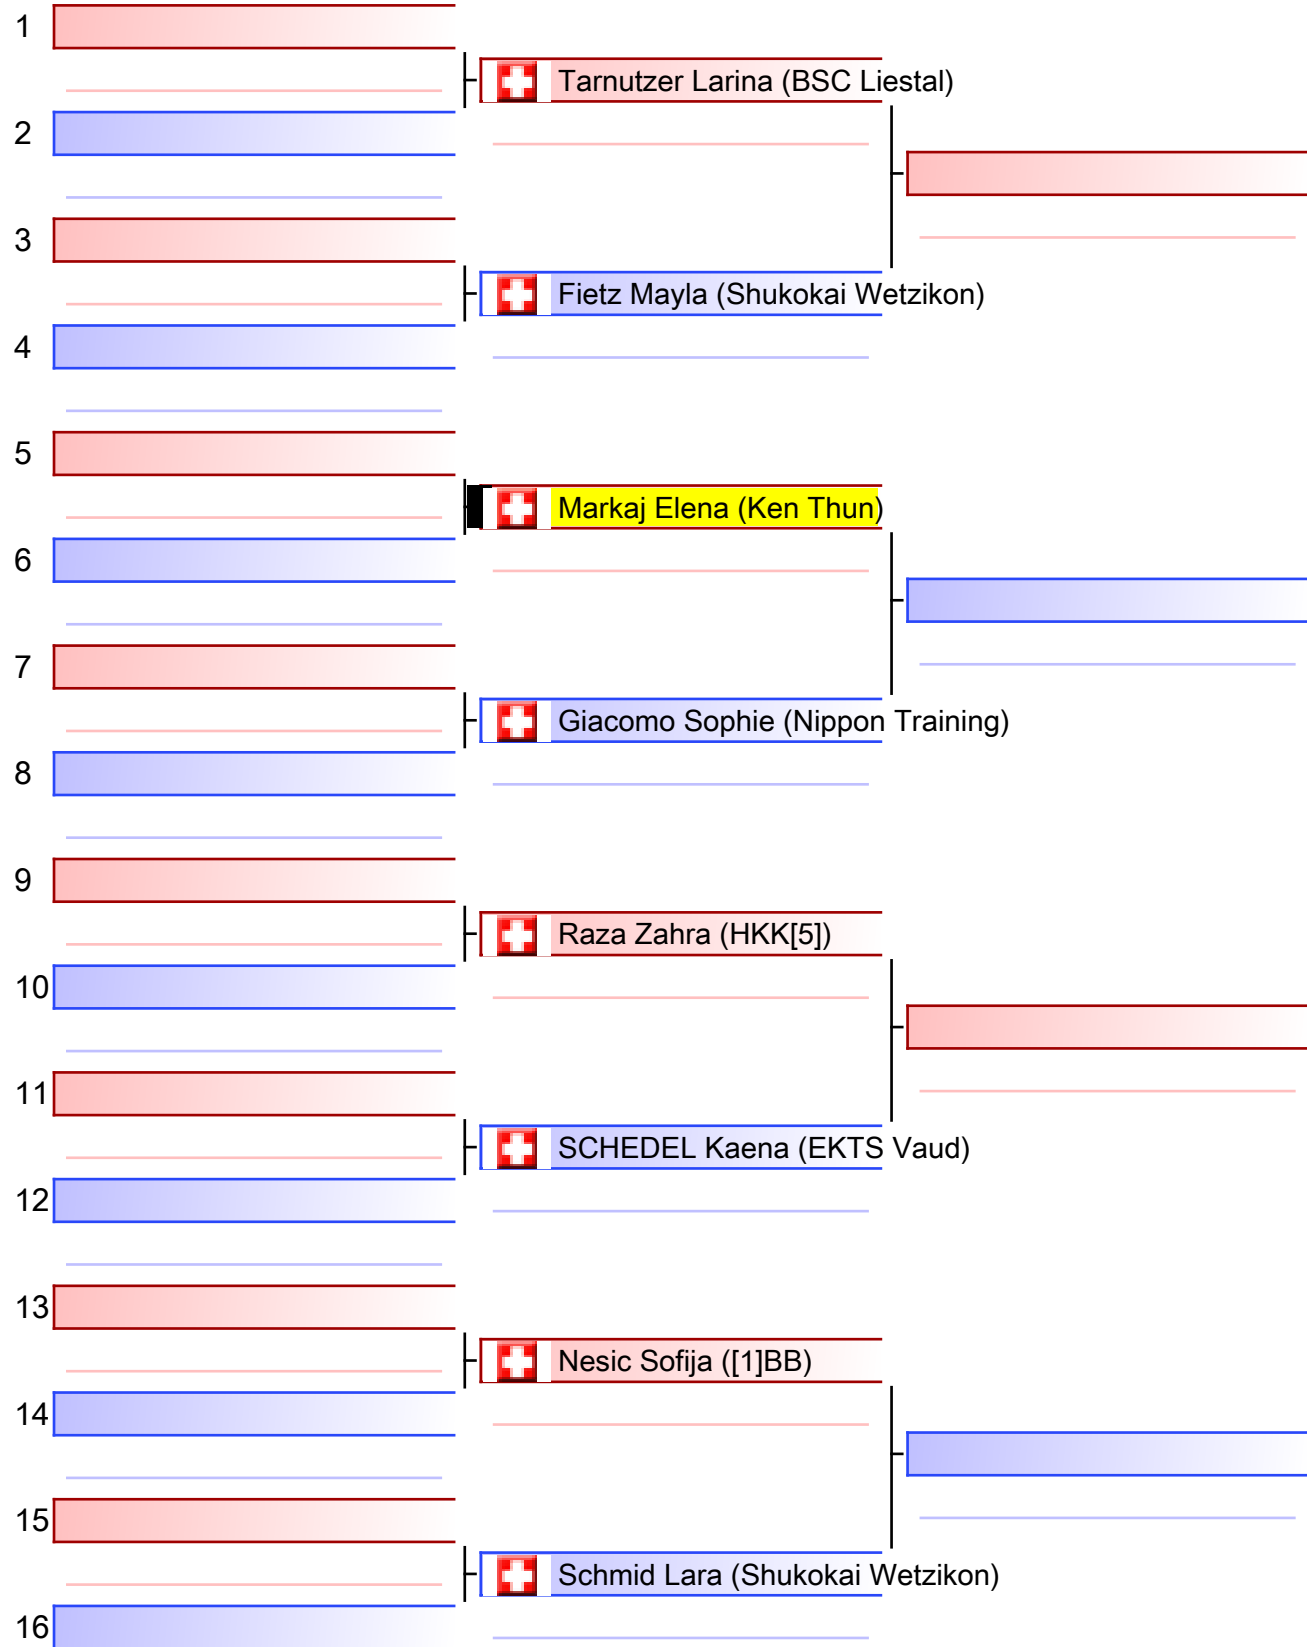 1
Tarnutzer Larina (BSC Liestal)
2
3
Fietz Mayla (Shukokai Wetzikon)
4
5
Markaj Elena (Ken Thun)
6
7
Giacomo Sophie (Nippon Training)
8
9
Raza Zahra (HKK[5])
10
11
SCHEDEL Kaena (EKTS Vaud)
12
13
Nesic Sofija ([1]BB)
14
15
Schmid Lara (Shukokai Wetzikon)
16